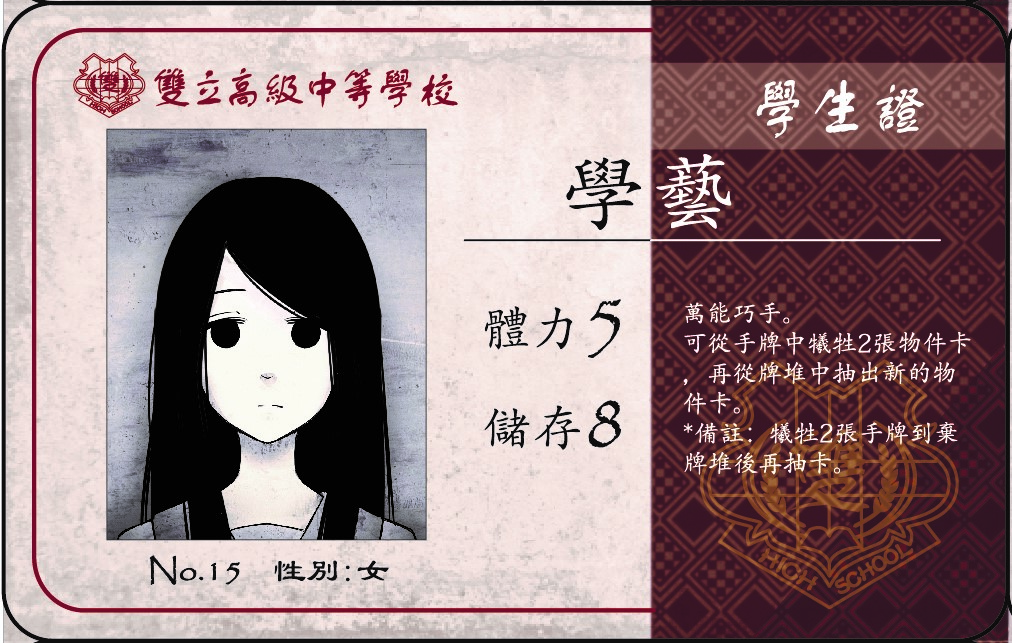 雙
HIGH SCHOOL
雙立高級中等學校
學生證
學藝
體力5
儲存8
萬能巧手。
可從手牌中犧牲2張物件卡
，再從牌堆中抽出新的物
件卡。
*備註：犧牲2張手牌到棄
牌堆後再抽卡。
HIGH SCHOOL
No.15 性別:女